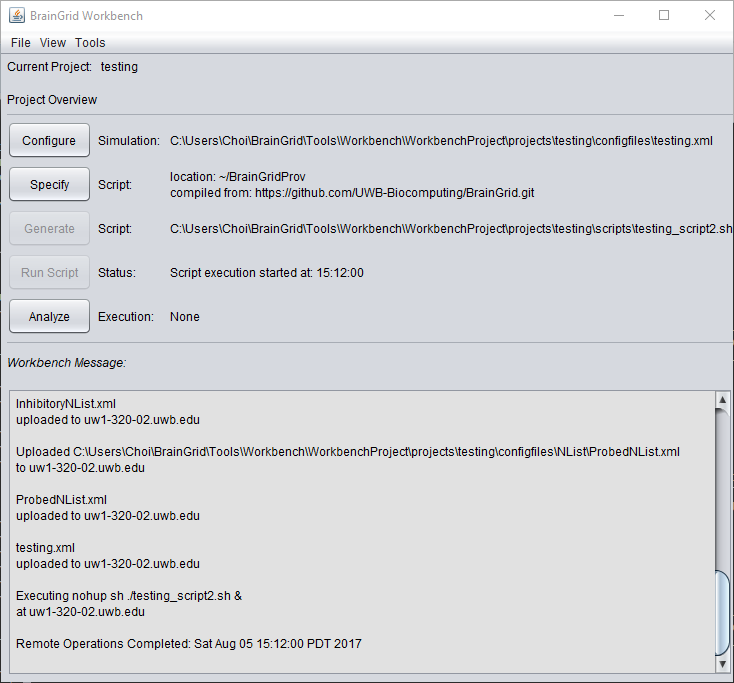 BrainGrid Workbench
File View Tools
Current Project: testing
Project Overview
Configure Simulation: C:\Users\Choi\BrainGrid\Tools\Workbench\WorkbenchProject\projects\testing\configfiles\testing.xml
Specify Script: location: ~/BrainGridProv
compiled from: https://github.com/UWB-Biocomputing/BrainGrid.git
Generate Script: C:\Users\Choi\BrainGrid\Tools\Workbench\WorkbenchProject\projects\testing\scripts\testing_script2.sh
Run Script Status: Script execution started at: 15:12:00
Analyze Execution: None
Workbench Message:
InhibitoryNList.xml
uploaded to uw1-320-02.uwb.edu
Uploaded C:\Users\Choi\BrainGrid\Tools\Workbench\WorkbenchProject\projects\testing\configfiles\NList\ProbedNList.xml
to uw1-320-02.uwb.edu
ProbedNList.xml
uploaded to uw1-320-02.uwb.edu
testing.xml
uploaded to uw1-320-02.uwb.edu
Executing nohup sh ./testing_script2.sh &
at uw1-320-02.uwb.edu
Remote Operations Completed: Sat Aug 05 15:12:00 PDT 2017